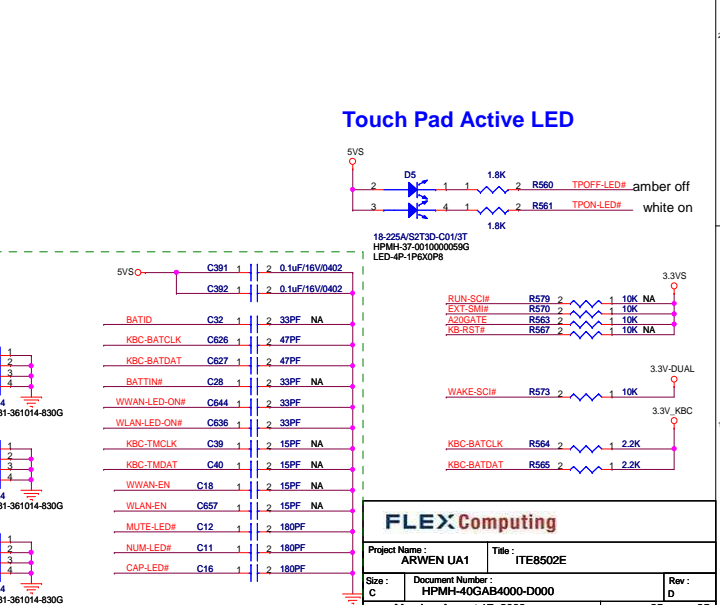 Touch Pad Active LED
5VS
D5 1.8K
2 1 1 2 R560 TPOFF-LED# amber off
3 4 1 2 R561 TPON-LED# white on
1.8K
18-225A/S2T3D-C01/3T
HPMH-37-0010000059G
LED-4P-1P6X0P8
5VS C391 1 2 0.1uF/16V/0402
C392 1 2 0.1uF/16V/0402
BATID C32 1 2 33PF NA
KBC-BATCLK C626 1 2 47PF
KBC-BATDAT C627 1 2 47PF
BATTIN# C28 1 2 33PF NA
WWAN-LED-ON# C644 1 2 33PF
WLAN-LED-ON# C636 1 2 33PF
KBC-TMCLK C39 1 2 15PF NA
KBC-TMDAT C40 1 2 15PF NA
WWAN-EN C18 1 2 15PF NA
WLAN-EN C657 1 2 15PF NA
MUTE-LED# C12 1 2 180PF
NUM-LED# C11 1 2 180PF
CAP-LED# C16 1 2 180PF
1
2
3
4
4
31-361014-830G
1
2
3
4
4
31-361014-830G
1
2
3
4
4
31-361014-830G
3.3VS
RUN-SCI# R579 2 1 10K NA
EXT-SMI# R570 2 1 10K
A20GATE R563 2 1 10K
KB-RST# R567 2 1 10K NA
3.3V-DUAL
WAKE-SCI# R573 2 1 10K
3.3V_KBC
KBC-BATCLK R564 2 1 2.2K
KBC-BATDAT R565 2 1 2.2K
FLEX Computing
Project Name :
ARWEN UA1
Title :
ITE8502E
Size :
C
Document Number :
HPMH-40GAB4000-D000
Rev :
D